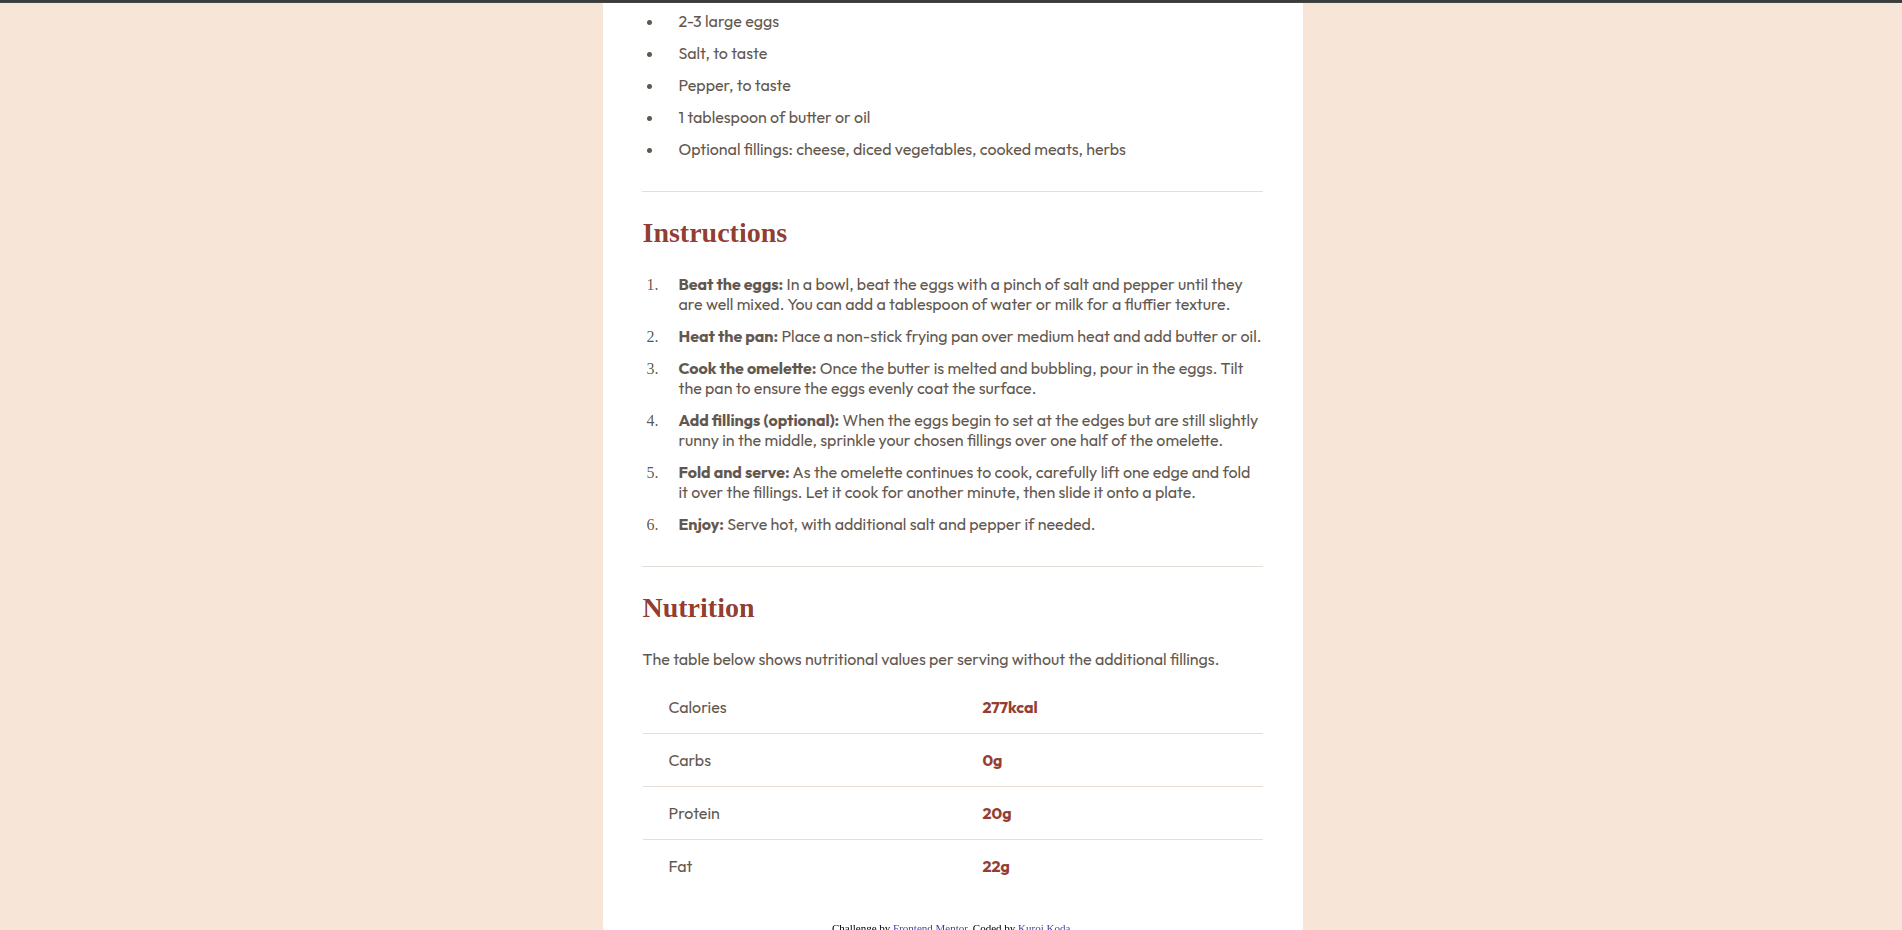 2-3 large eggs
Salt, to taste
Pepper, to taste
1 tablespoon of butter or oil
Optional fillings: cheese, diced vegetables, cooked meats, herbs
Instructions
1. Beat the eggs: In a bowl, beat the eggs with a pinch of salt and pepper until they
are well mixed. You can add a tablespoon of water or milk for a fluffier texture.
2. Heat the pan: Place a non-stick frying pan over medium heat and add butter or oil.
3. Cook the omelette: Once the butter is melted and bubbling, pour in the eggs. Tilt
the pan to ensure the eggs evenly coat the surface.
4. Add fillings (optional): When the eggs begin to set at the edges but are still slightly
runny in the middle, sprinkle your chosen fillings over one half of the omelette.
5. Fold and serve: As the omelette continues to cook, carefully lift one edge and fold
it over the fillings. Let it cook for another minute, then slide it onto a plate.
6. Enjoy: Serve hot, with additional salt and pepper if needed.
Nutrition
The table below shows nutritional values per serving without the additional fillings.
Calories 277kcal
Carbs 0g
Protein 20g
Fat 22g
Challenge by Frontend Mentor. Coded by Kuroi Koda